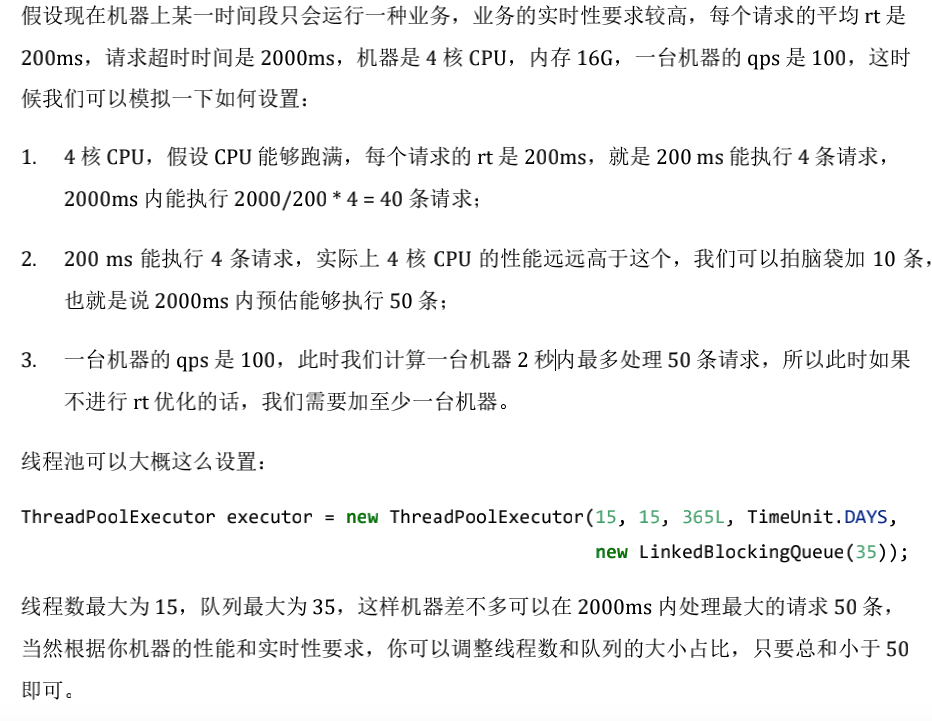 假设现在机器上某一时间段只会运行一种业务，业务的实时性要求较高，每个请求的平均 rt 是
200ms，请求超时时间是 2000ms，机器是 4 核 CPU，内存 16G，一台机器的 qps 是 100，这时
候我们可以模拟一下如何设置：
1. 4 核 CPU，假设 CPU 能够跑满，每个请求的 rt 是 200ms，就是 200 ms 能执行 4 条请求，
2000ms 内能执行 2000/200 * 4 = 40 条请求；
2. 200 ms 能执行 4 条请求，实际上 4 核 CPU 的性能远远高于这个，我们可以拍脑袋加 10 条，
也就是说 2000ms 内预估能够执行 50 条；
3. 一台机器的 qps 是 100，此时我们计算一台机器 2 秒内最多处理 50 条请求，所以此时如果
不进行 rt 优化的话，我们需要加至少一台机器。
线程池可以大概这么设置：
ThreadPoolExecutor executor = new ThreadPoolExecutor(15, 15, 365L, TimeUnit.DAYS,
new LinkedBlockingQueue(35));
线程数最大为 15，队列最大为 35，这样机器差不多可以在 2000ms 内处理最大的请求 50 条，
当然根据你机器的性能和实时性要求，你可以调整线程数和队列的大小占比，只要总和小于 50
即可。